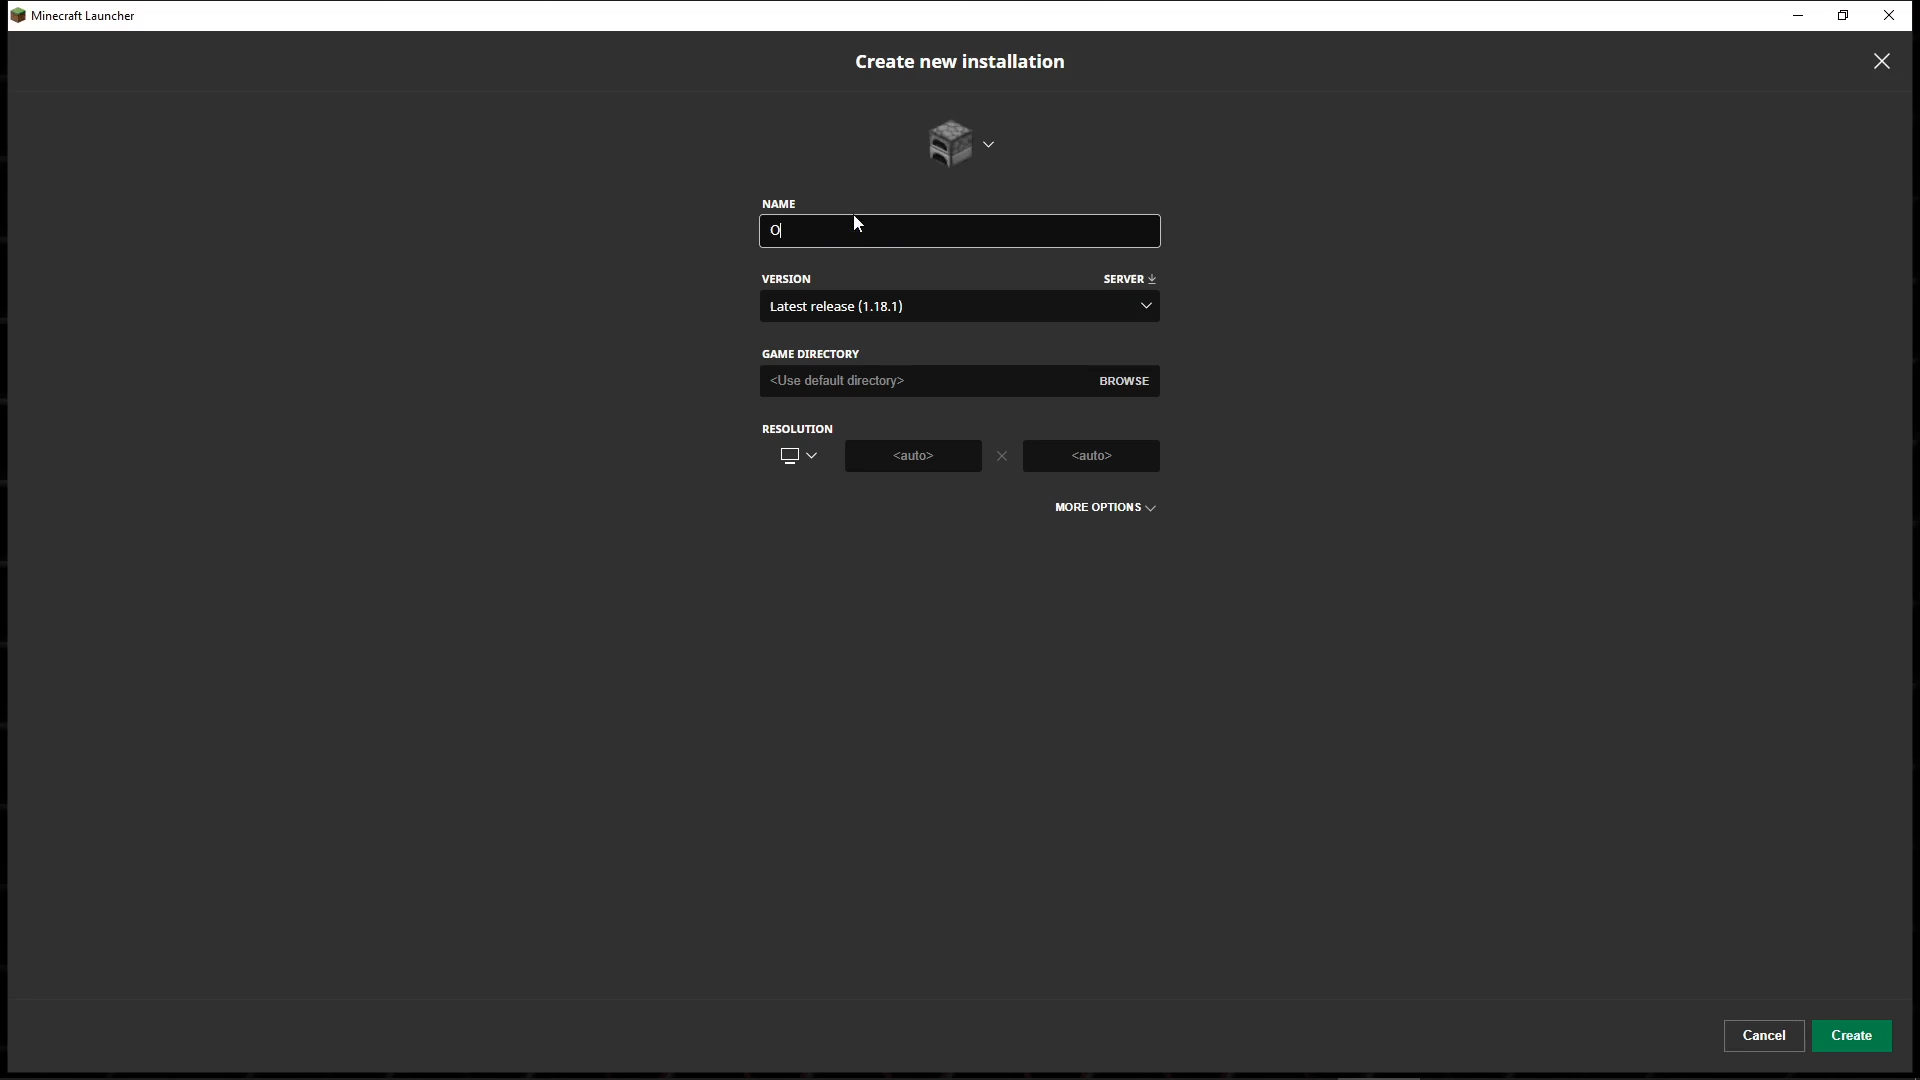 Minecraft Launcher
Create new installation
NAME
O
VERSION SERVER
Latest release (1.18.1)
GAME DIRECTORY
<Use default directory> BROWSE
RESOLUTION
<auto> <auto>
MORE OPTIONS
Cancel Create